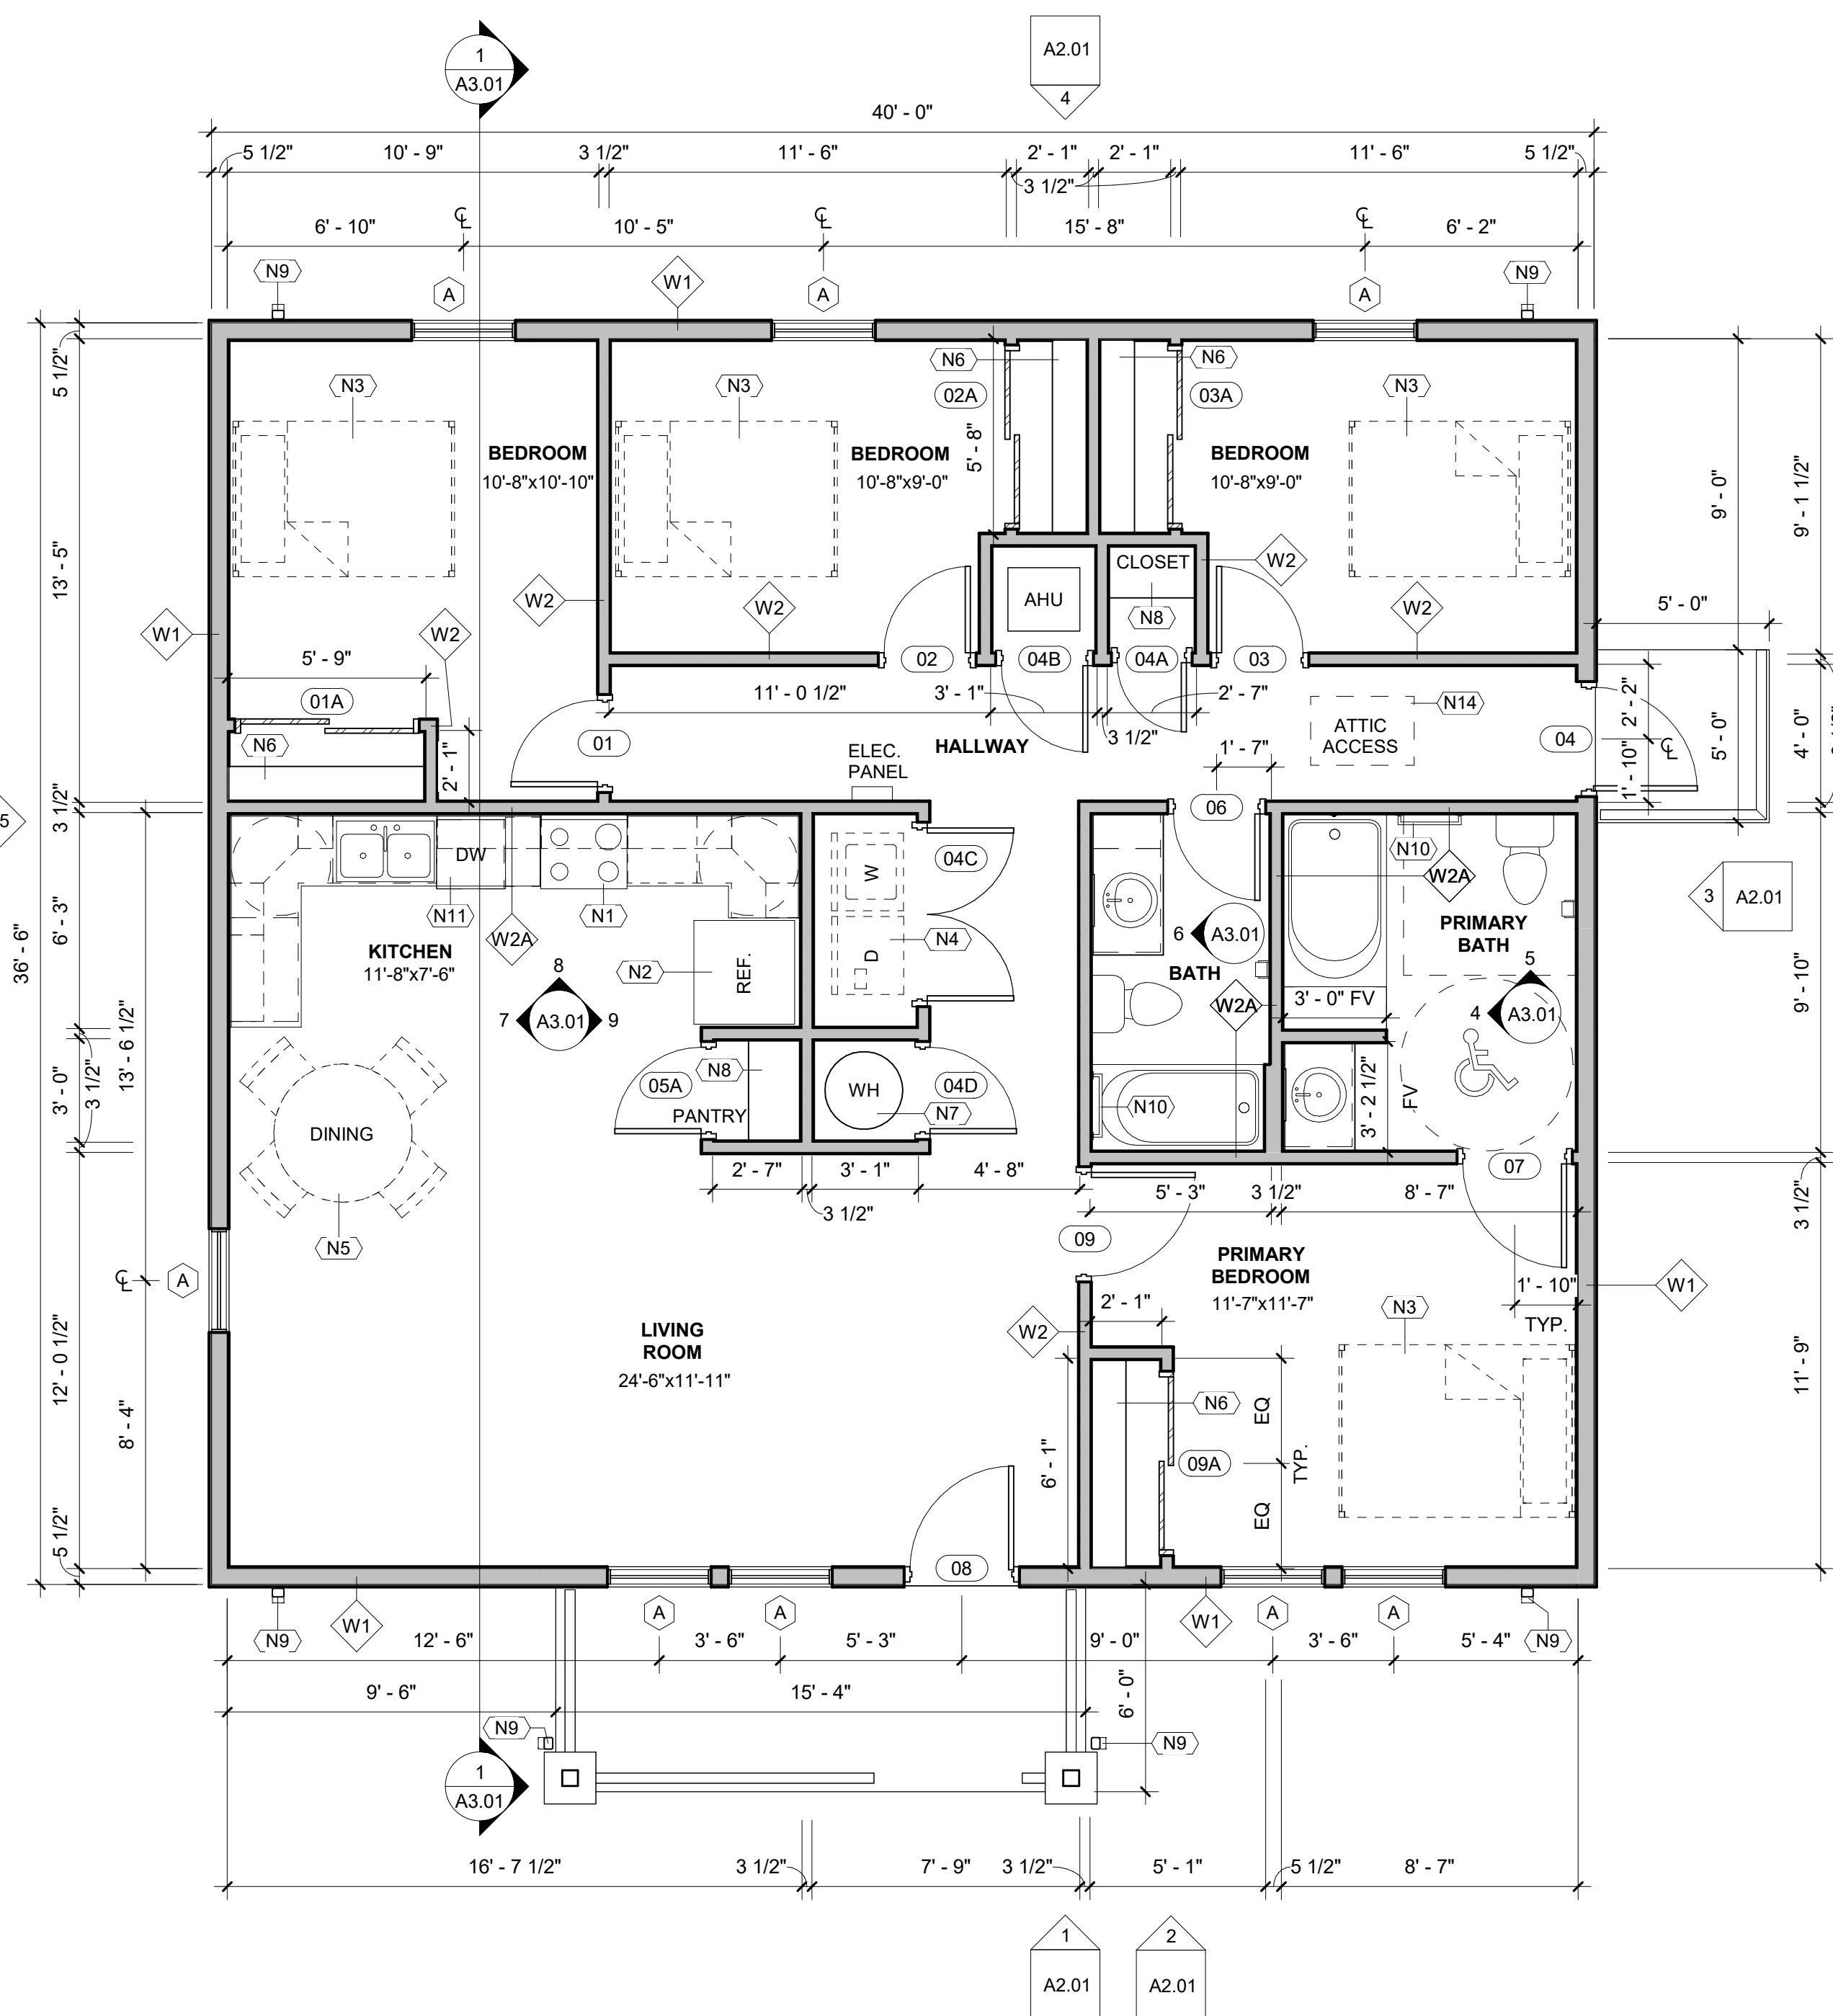 1
A3.01
A2.01
4
40' - 0"
5 1/2"
10' - 9"
3 1/2"
11' - 6"
2' - 1"
2' - 1"
11' - 6"
5 1/2"
3 1/2"
6' - 10"
10' - 5"
15' - 8"
6' - 2"
N9
A
W1
A
A
N9
5 1/2"
N3
N6
02A
N3
N6
03A
N3
BEDROOM
10'-8"x10'-10"
BEDROOM
10'-8"x9'-0"
5' - 8"
BEDROOM
10'-8"x9'-0"
9' - 0"
9' - 1 1/2"
13' - 5"
W1
W2
W2
W2
CLOSET
AHU
N8
W2
W2
5' - 0"
5' - 9"
01A
02
04B
04A
03
11' - 0 1/2"
3' - 1"
2' - 7"
3 1/2"
N14
ATTIC
ACCESS
2' - 2"
1' - 10"
5' - 0"
4' - 0"
N6
2' - 1"
01
ELEC.
PANEL
HALLWAY
1' - 7"
04
06
5
3 1/2"
DW
N11
N1
W2A
W
04C
D
N4
N10
W2A
PRIMARY
BATH
3
A2.01
6' - 3"
36' - 6"
KITCHEN
11'-8"x7'-6"
8
7
A3.01
9
N2
REF.
6
A3.01
BATH
W2A
3' - 0" FV
5
4
A3.01
9' - 10"
13' - 6 1/2"
3' - 0"
3 1/2"
DINING
N5
05A
N8
PANTRY
WH
04D
N7
N10
3' - 2 1/2"
FV
07
2' - 7"
3' - 1"
4' - 8"
3 1/2"
5' - 3"
3 1/2"
8' - 7"
3 1/2"
A
09
PRIMARY
BEDROOM
11'-7"x11'-7"
1' - 10"
TYP.
W1
12' - 0 1/2"
8' - 4"
LIVING
ROOM
24'-6"x11'-11"
W2
2' - 1"
N3
N6
EQ
09A
TYP.
EQ
6' - 1"
11' - 9"
5 1/2"
08
N9
W1
A
A
W1
A
A
N9
12' - 6"
3' - 6"
5' - 3"
9' - 0"
3' - 6"
5' - 4"
9' - 6"
15' - 4"
6' - 0"
N9
N9
1
A3.01
16' - 7 1/2"
3 1/2"
7' - 9"
3 1/2"
5' - 1"
5 1/2"
8' - 7"
1
A2.01
2
A2.01